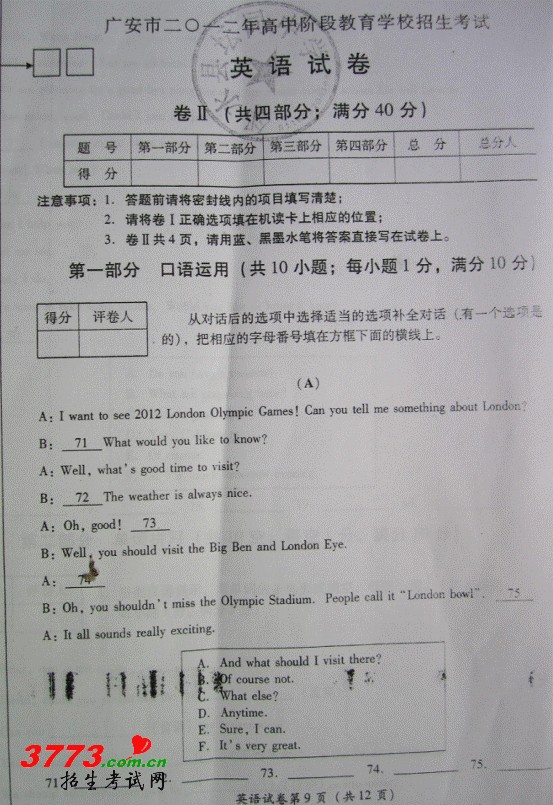 广安市二〇一二年高中阶段教育学校招生考试
英语试卷
卷Ⅱ（共四部分；满分40分）
题 号 第一部分 第二部分 第三部分 第四部分 总 分 总分人
得 分
注意事项：1. 答题前请将密封线内的项目填写清楚；
2. 请将卷Ⅰ正确选项填在机读卡上相应的位置；
3. 卷Ⅱ共4页，请用蓝、黑墨水笔将答案直接写在试卷上。
第一部分 口语运用（共10小题；每小题1分，满分10分）
得分 评卷人
从对话后的选项中选择适当的选项补全对话（有一个选项是
的），把相应的字母番号填在方框下面的横线上。
（A）
A: I want to see 2012 London Olympic Games! Can you tell me something about London?
B: 71 What would you like to know?
A: Well, what's good time to visit?
B: 72 The weather is always nice.
A: Oh, good! 73
B: Well, you should visit the Big Ben and London Eye.
A: 74
B: Oh, you shouldn't miss the Olympic Stadium. People call it "London bowl". 75
A: It all sounds really exciting.
A. And what should I visit there?
B. Of course not.
C. What else?
D. Anytime.
E. Sure, I can.
F. It's very great.
71 73. 74. 75.
3773.com.cn
招生考试网
英语试卷第9页（共12页）